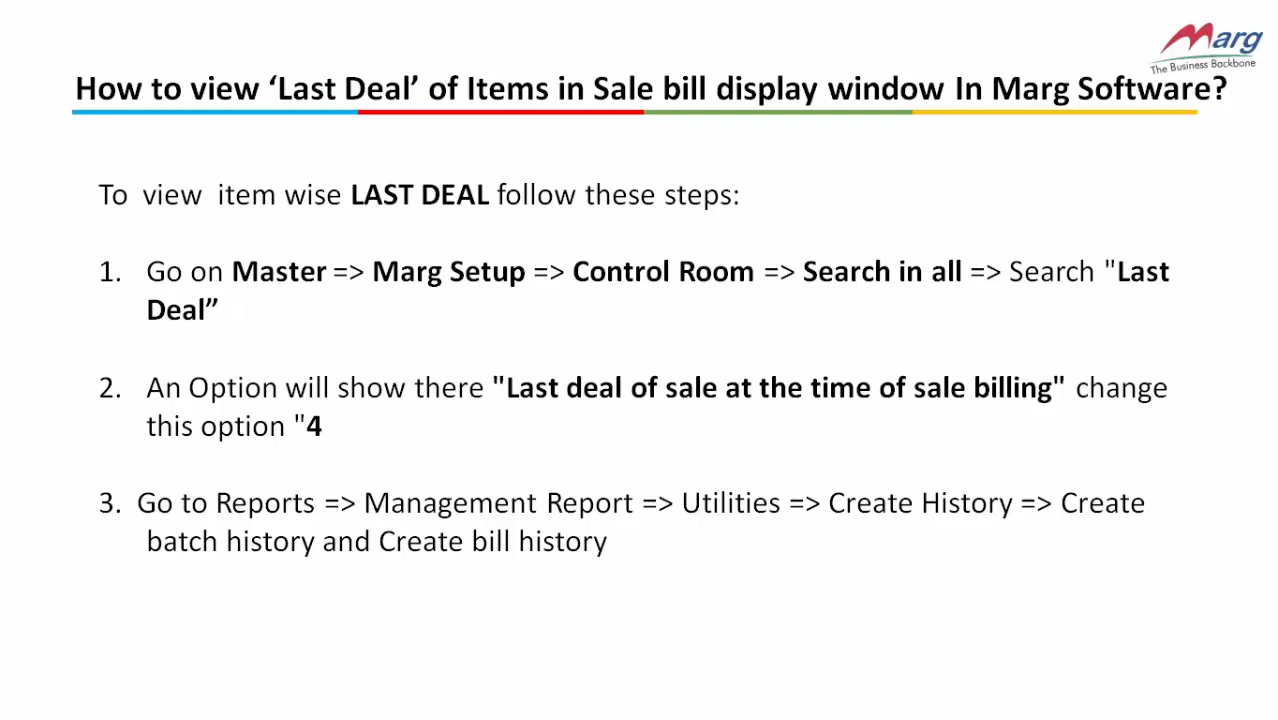 Marg
The Business Backbone
How to view ‘Last Deal’ of Items in Sale bill display window In Marg Software?
To view item wise LAST DEAL follow these steps:
1. Go on Master => Marg Setup => Control Room => Search in all => Search "Last
Deal”
2. An Option will show there "Last deal of sale at the time of sale billing" change
this option "4
3. Go to Reports => Management Report => Utilities => Create History => Create
batch history and Create bill history